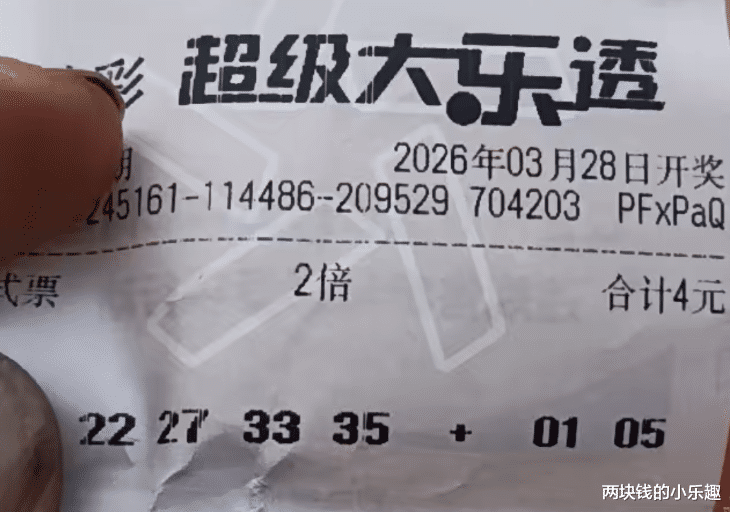 彩 超级大乐透
期 2026年03月28日开奖
245161-114486-209529 704203 PFxPaQ
式票 2倍 合计4元
22 27 33 35 + 01 05
两块钱的小乐趣